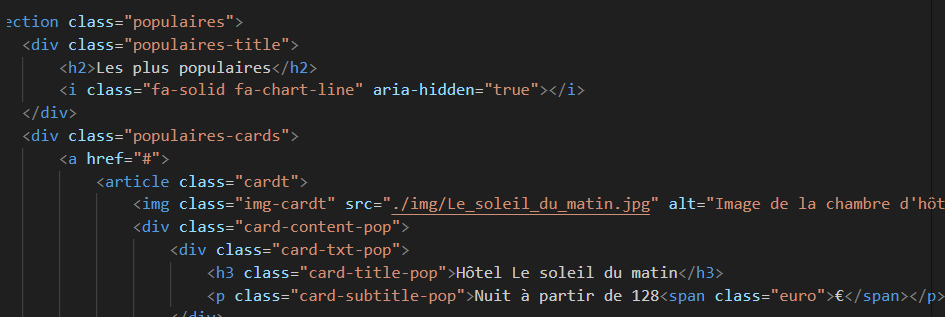 ection class="populaires">
<div class="populaires-title">
<h2>Les plus populaires</h2>
<i class="fa-solid fa-chart-line" aria-hidden="true"></i>
</div>
<div class="populaires-cards">
<a href="#">
<article class="cardt">
<img class="img-cardt" src="./img/Le_soleil_du_matin.jpg" alt="Image de la chambre d'hôt
<div class="card-content-pop">
<div class="card-txt-pop">
<h3 class="card-title-pop">Hôtel Le soleil du matin</h3>
<p class="card-subtitle-pop">Nuit à partir de 128<span class="euro">€</span></p>
</div>